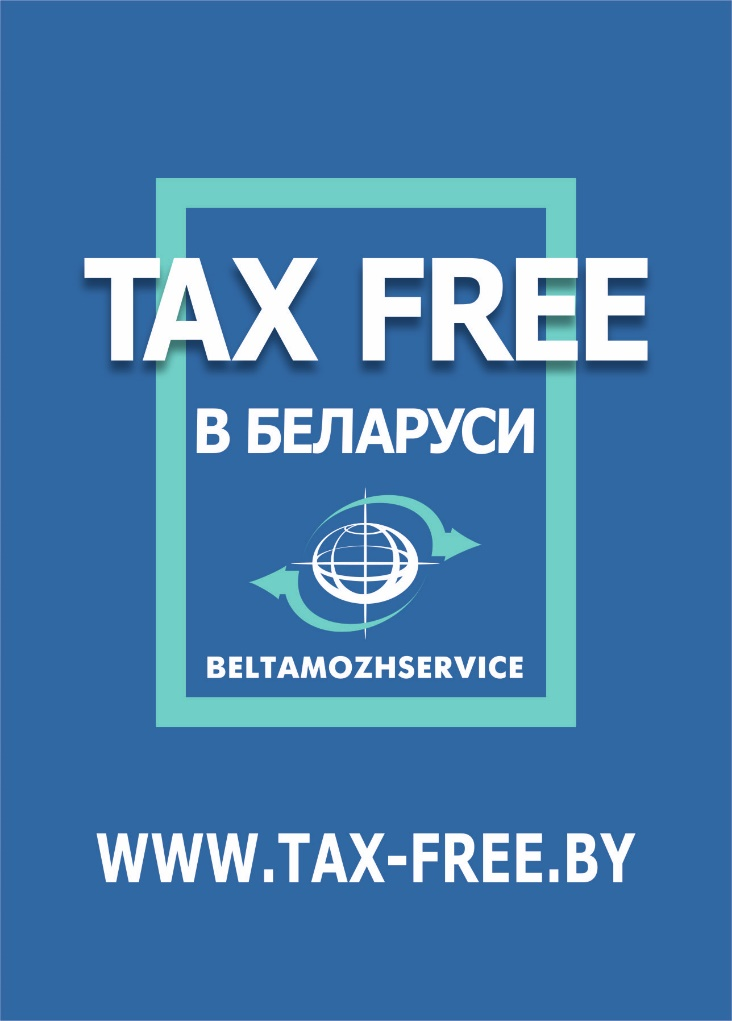 TAX FREE
В БЕЛАРУСИ
BELTAMOZHSERVICE
WWW.TAX-FREE.BY